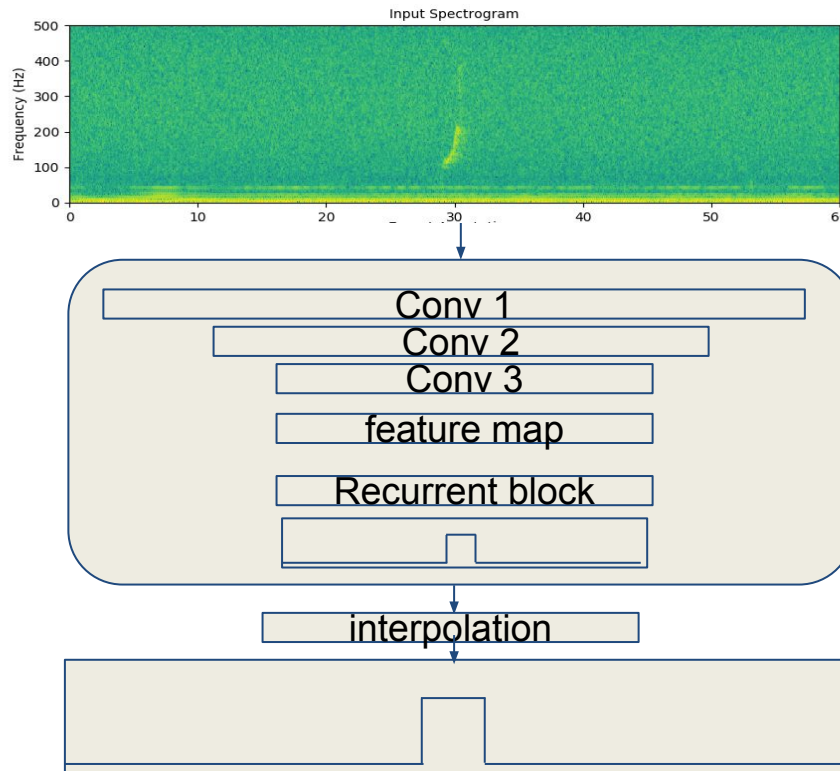 Input Spectrogram
Frequency (Hz)
500
400
300
200
100
0
0 10 20 30 40 50
Conv 1
Conv 2
Conv 3
feature map
Recurrent block
interpolation